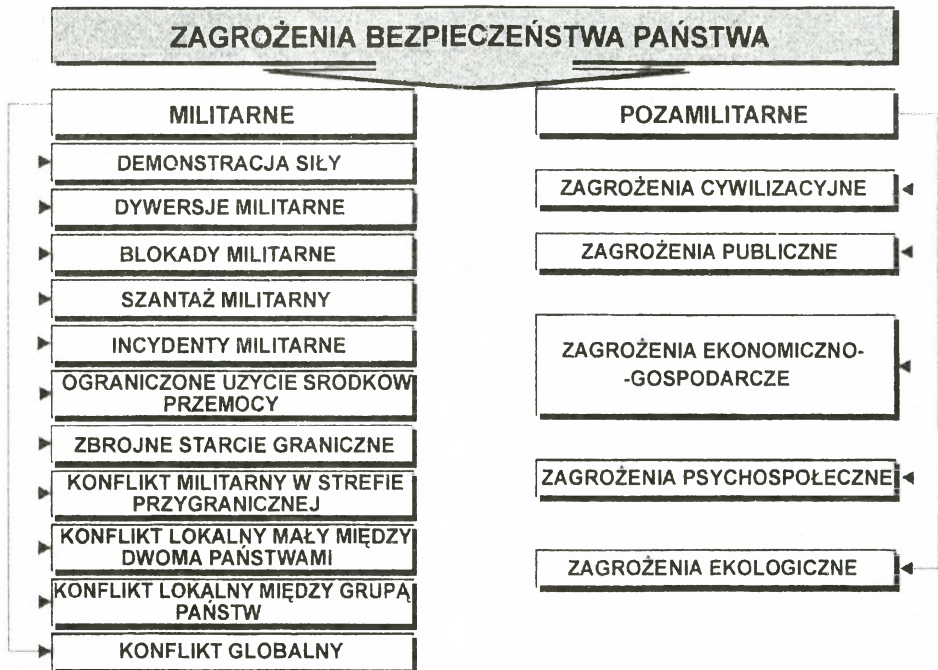 ZAGROŻENIA BEZPIECZEŃSTWA PAŃSTWA
MILITARNE
DEMONSTRACJA SIŁY
DYWERSJE MILITARNE
BLOKADY MILITARNE
SZANTAŻ MILITARNY
INCYDENTY MILITARNE
OGRANICZONE UŻYCIE ŚRODKÓW
PRZEMOCY
ZBROJNE STARCIE GRANICZNE
KONFLIKT MILITARNY W STREFIE
PRZYGRANICZNEJ
KONFLIKT LOKALNY MAŁY MIĘDZY
DWOMA PAŃSTWAMI
KONFLIKT LOKALNY MIĘDZY GRUPĄ
PAŃSTW
KONFLIKT GLOBALNY
POZAMILITARNE
ZAGROŻENIA CYWILIZACYJNE
ZAGROŻENIA PUBLICZNE
ZAGROŻENIA EKONOMICZNO-
-GOSPODARCZE
ZAGROŻENIA PSYCHOSPOŁECZNE
ZAGROŻENIA EKOLOGICZNE